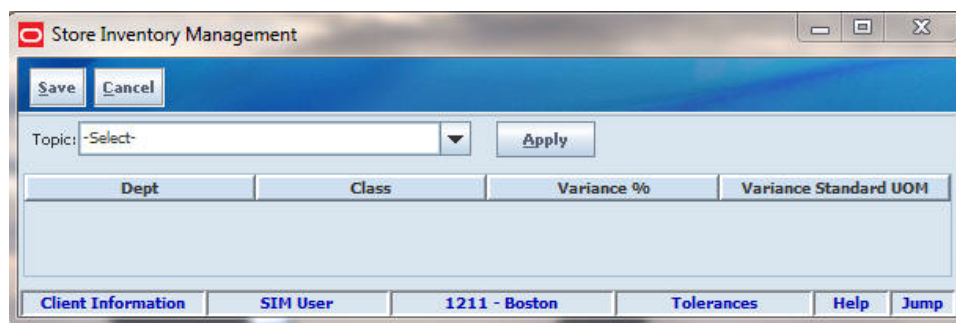 Store Inventory Management
Save Cancel
Topic: -Select- Apply
Dept Class Variance % Variance Standard UOM
Client Information SIM User 1211 - Boston Tolerances Help Jump